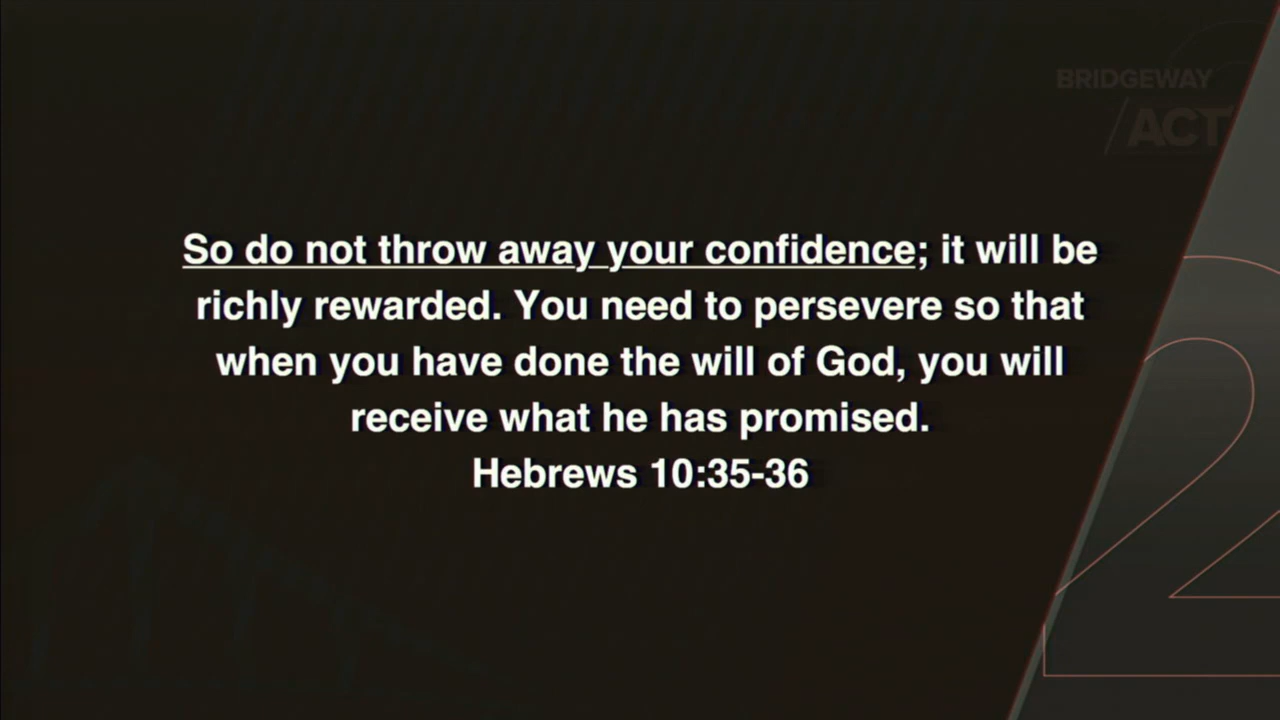 BRIDGEWAY
/ACT
2
So do not throw away your confidence; it will be
richly rewarded. You need to persevere so that
when you have done the will of God, you will
receive what he has promised.
Hebrews 10:35-36